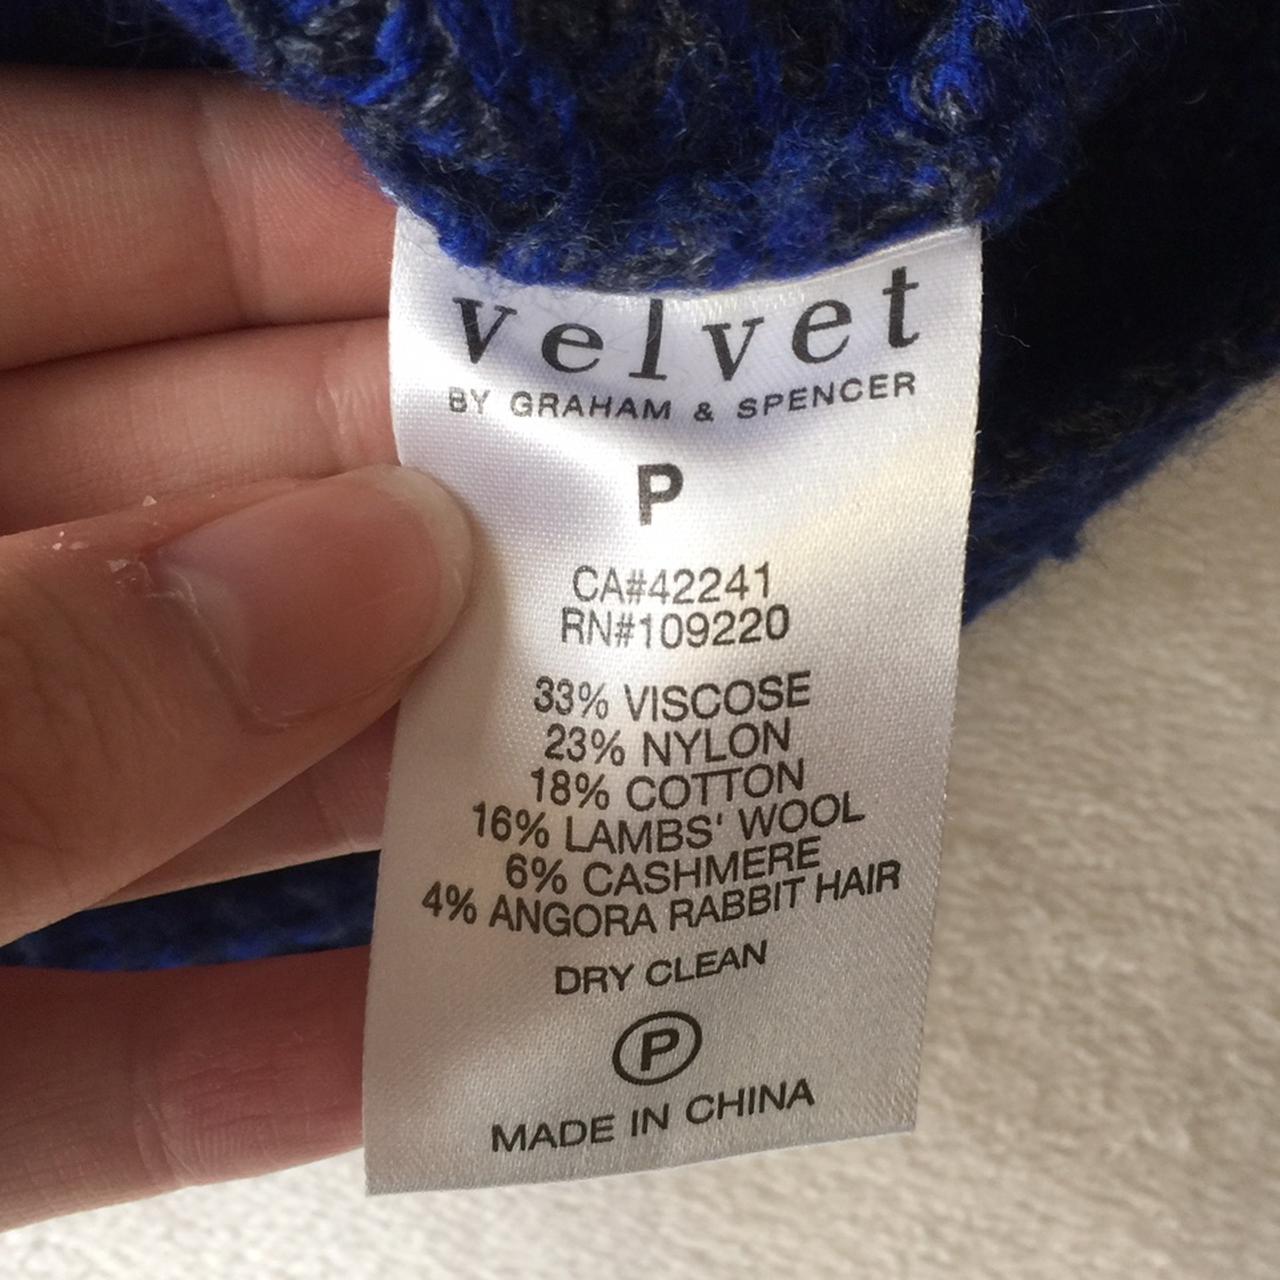 velvet
BY GRAHAM & SPENCER
P
CA#42241
RN#109220
33% VISCOSE
23% NYLON
18% COTTON
16% LAMBS' WOOL
6% CASHMERE
4% ANGORA RABBIT HAIR
DRY CLEAN
P
MADE IN CHINA